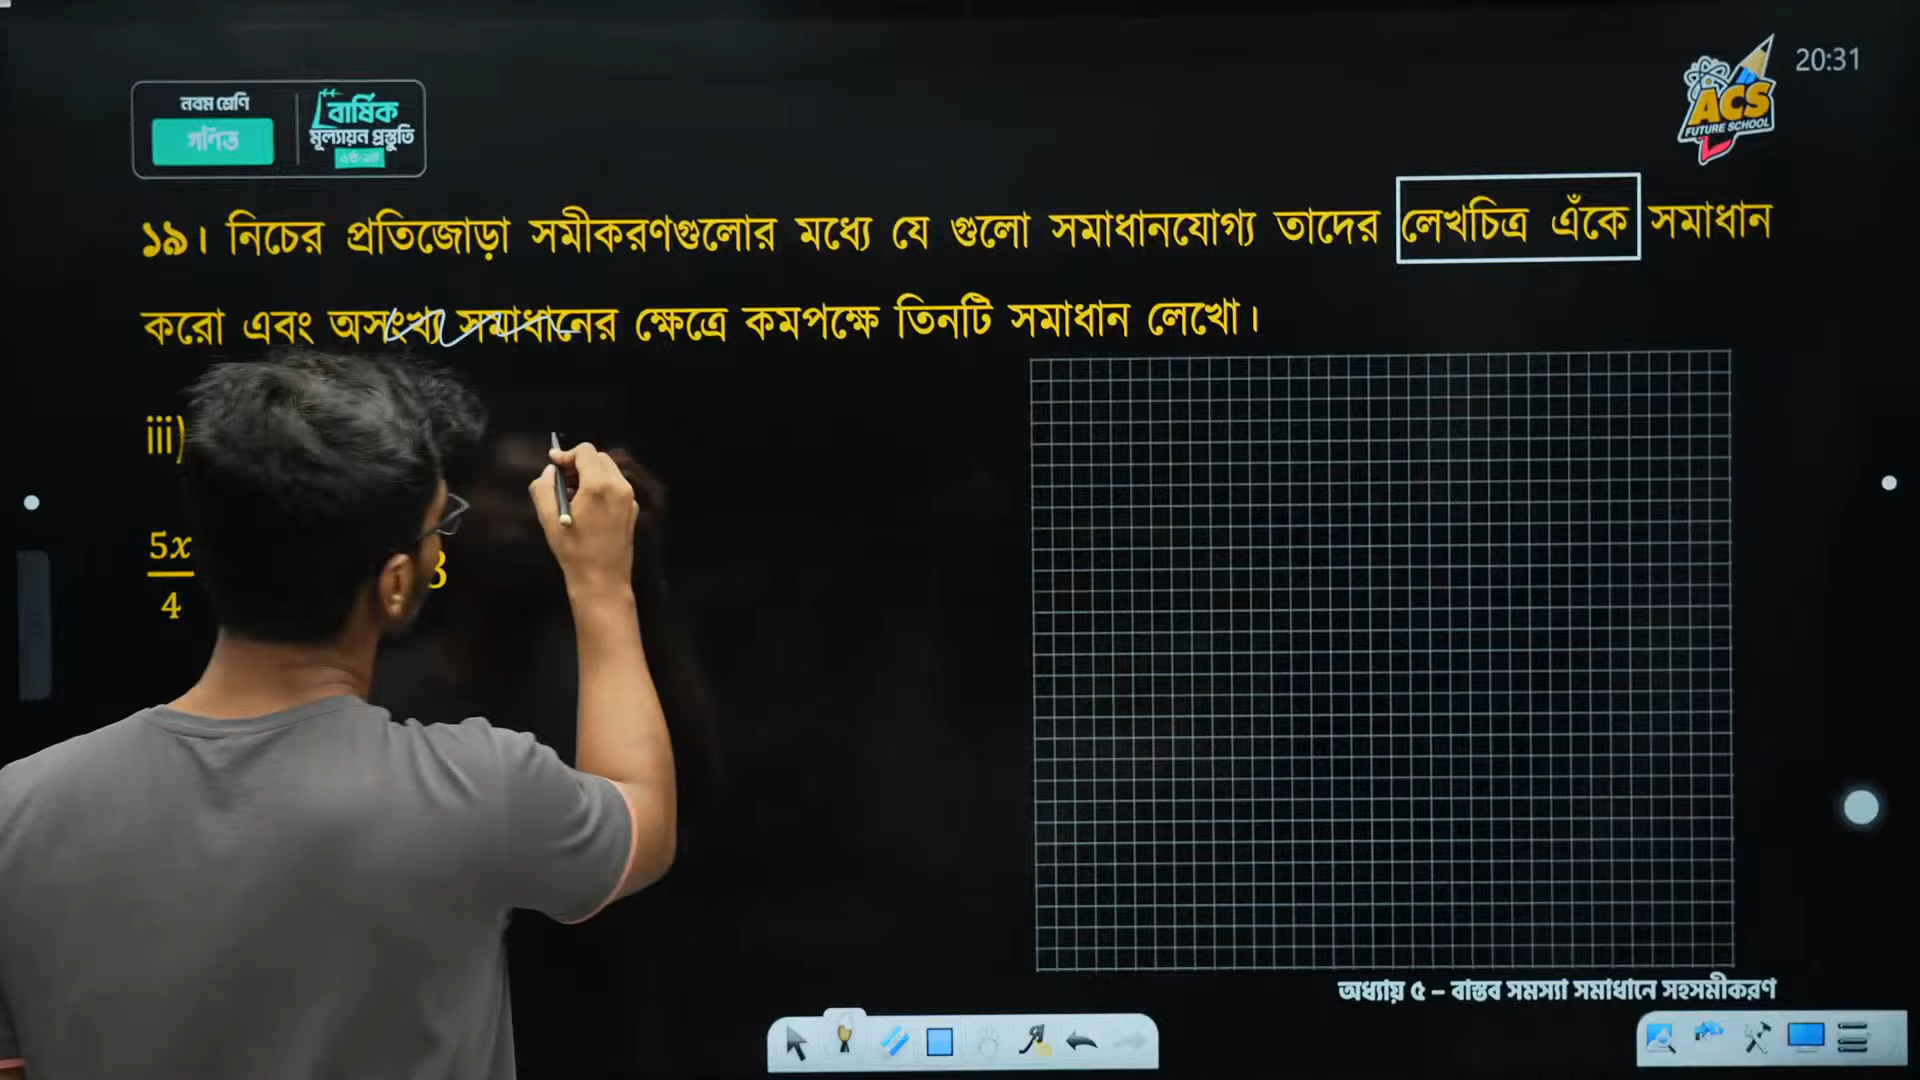 20:31
নবম শ্রেণি
গণিত
বার্ষিক
মূল্যায়ন প্রস্তুতি
ACS
FUTURE SCHOOL
১৯। নিচের প্রতিজোড়া সমীকরণগুলোর মধ্যে যে গুলো সমাধানযোগ্য তাদের লেখচিত্র এঁকে সমাধান
করো এবং অসংখ্য সমাধানের ক্ষেত্রে কমপক্ষে তিনটি সমাধান লেখো।
iii)
5x
4
অধ্যায় ৫ – বাস্তব সমস্যা সমাধানে সহসমীকরণ